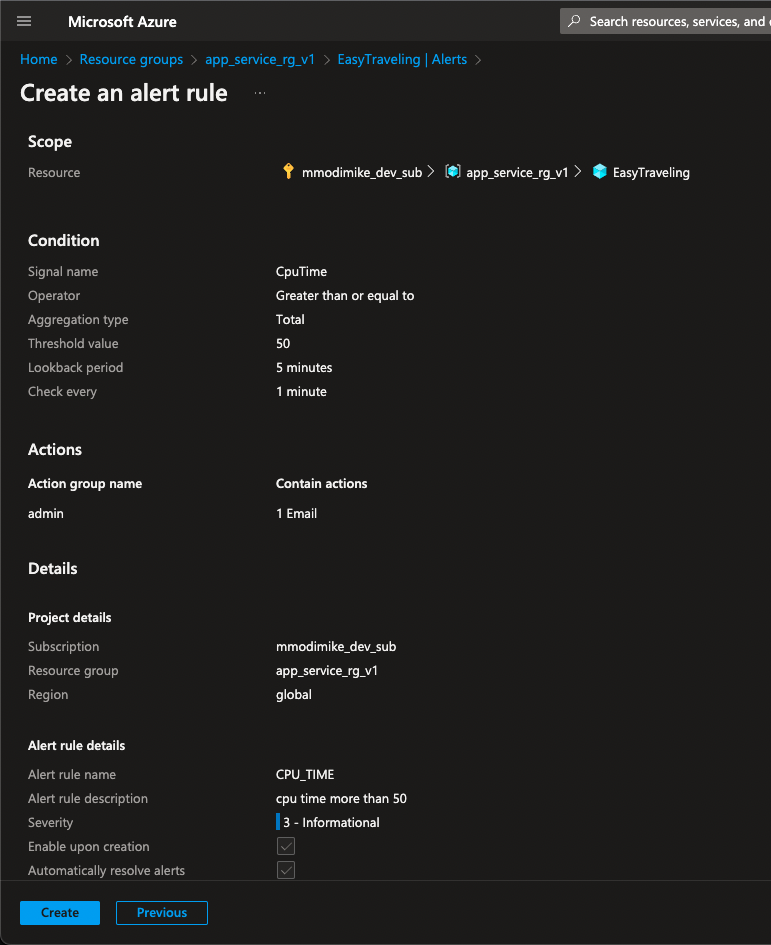 Microsoft Azure
Search resources, services, and
Home > Resource groups > app_service_rg_v1 > EasyTraveling | Alerts >
Create an alert rule ...
Scope
Resource mmodimike_dev_sub > app_service_rg_v1 > EasyTraveling
Condition
Signal name CpuTime
Operator Greater than or equal to
Aggregation type Total
Threshold value 50
Lookback period 5 minutes
Check every 1 minute
Actions
Action group name Contain actions
admin 1 Email
Details
Project details
Subscription mmodimike_dev_sub
Resource group app_service_rg_v1
Region global
Alert rule details
Alert rule name CPU_TIME
Alert rule description cpu time more than 50
Severity 3 - Informational
Enable upon creation
Automatically resolve alerts
Create Previous